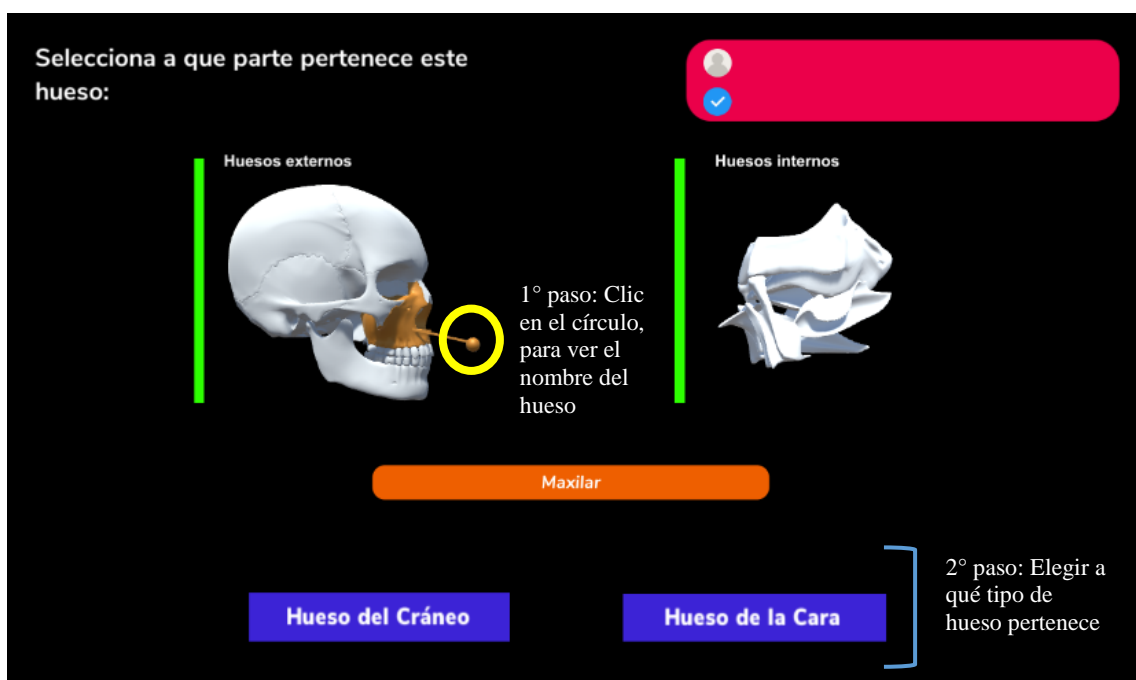 Selecciona a que parte pertenece este
hueso:
Huesos externos
Huesos internos
1° paso: Clic
en el círculo,
para ver el
nombre del
hueso
Maxilar
Hueso del Cráneo
Hueso de la Cara
2° paso: Elegir a
qué tipo de
hueso pertenece